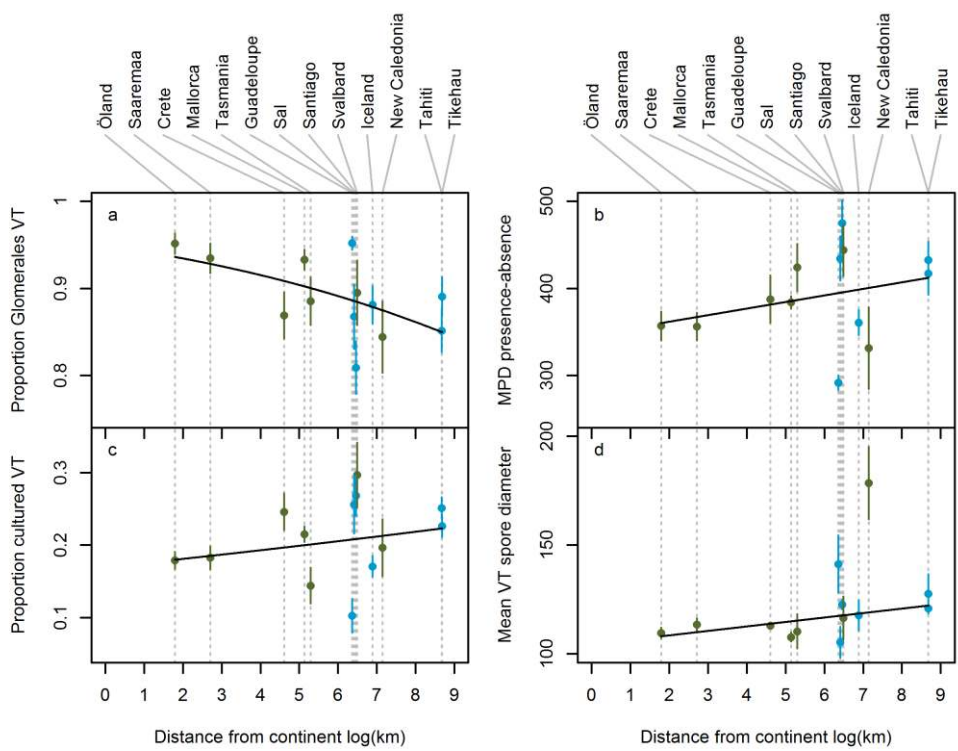 Öland Saaremaa Crete Mallorca Tasmania Guadeloupe Sal Santiago Svalbard Iceland New Caledonia Tahiti Tikehau
Öland Saaremaa Crete Mallorca Tasmania Guadeloupe Sal Santiago Svalbard Iceland New Caledonia Tahiti Tikehau
a
Proportion Glomerales VT
1
0.9
0.8
b
MPD presence-absence
500
400
300
c
Proportion cultured VT
0.3
0.2
0.1
0 1 2 3 4 5 6 7 8 9
Distance from continent log(km)
d
Mean VT spore diameter
200
150
100
0 1 2 3 4 5 6 7 8 9
Distance from continent log(km)